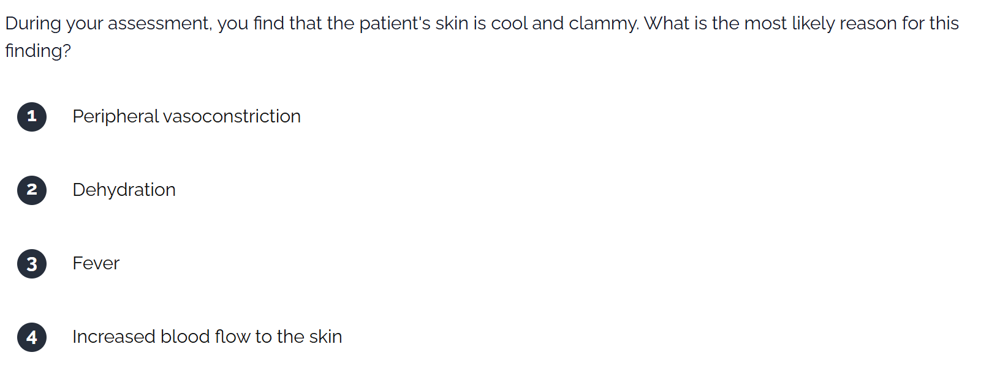 During your assessment, you find that the patient's skin is cool and clammy. What is the most likely reason for this
finding?
1 Peripheral vasoconstriction
2 Dehydration
3 Fever
4 Increased blood flow to the skin